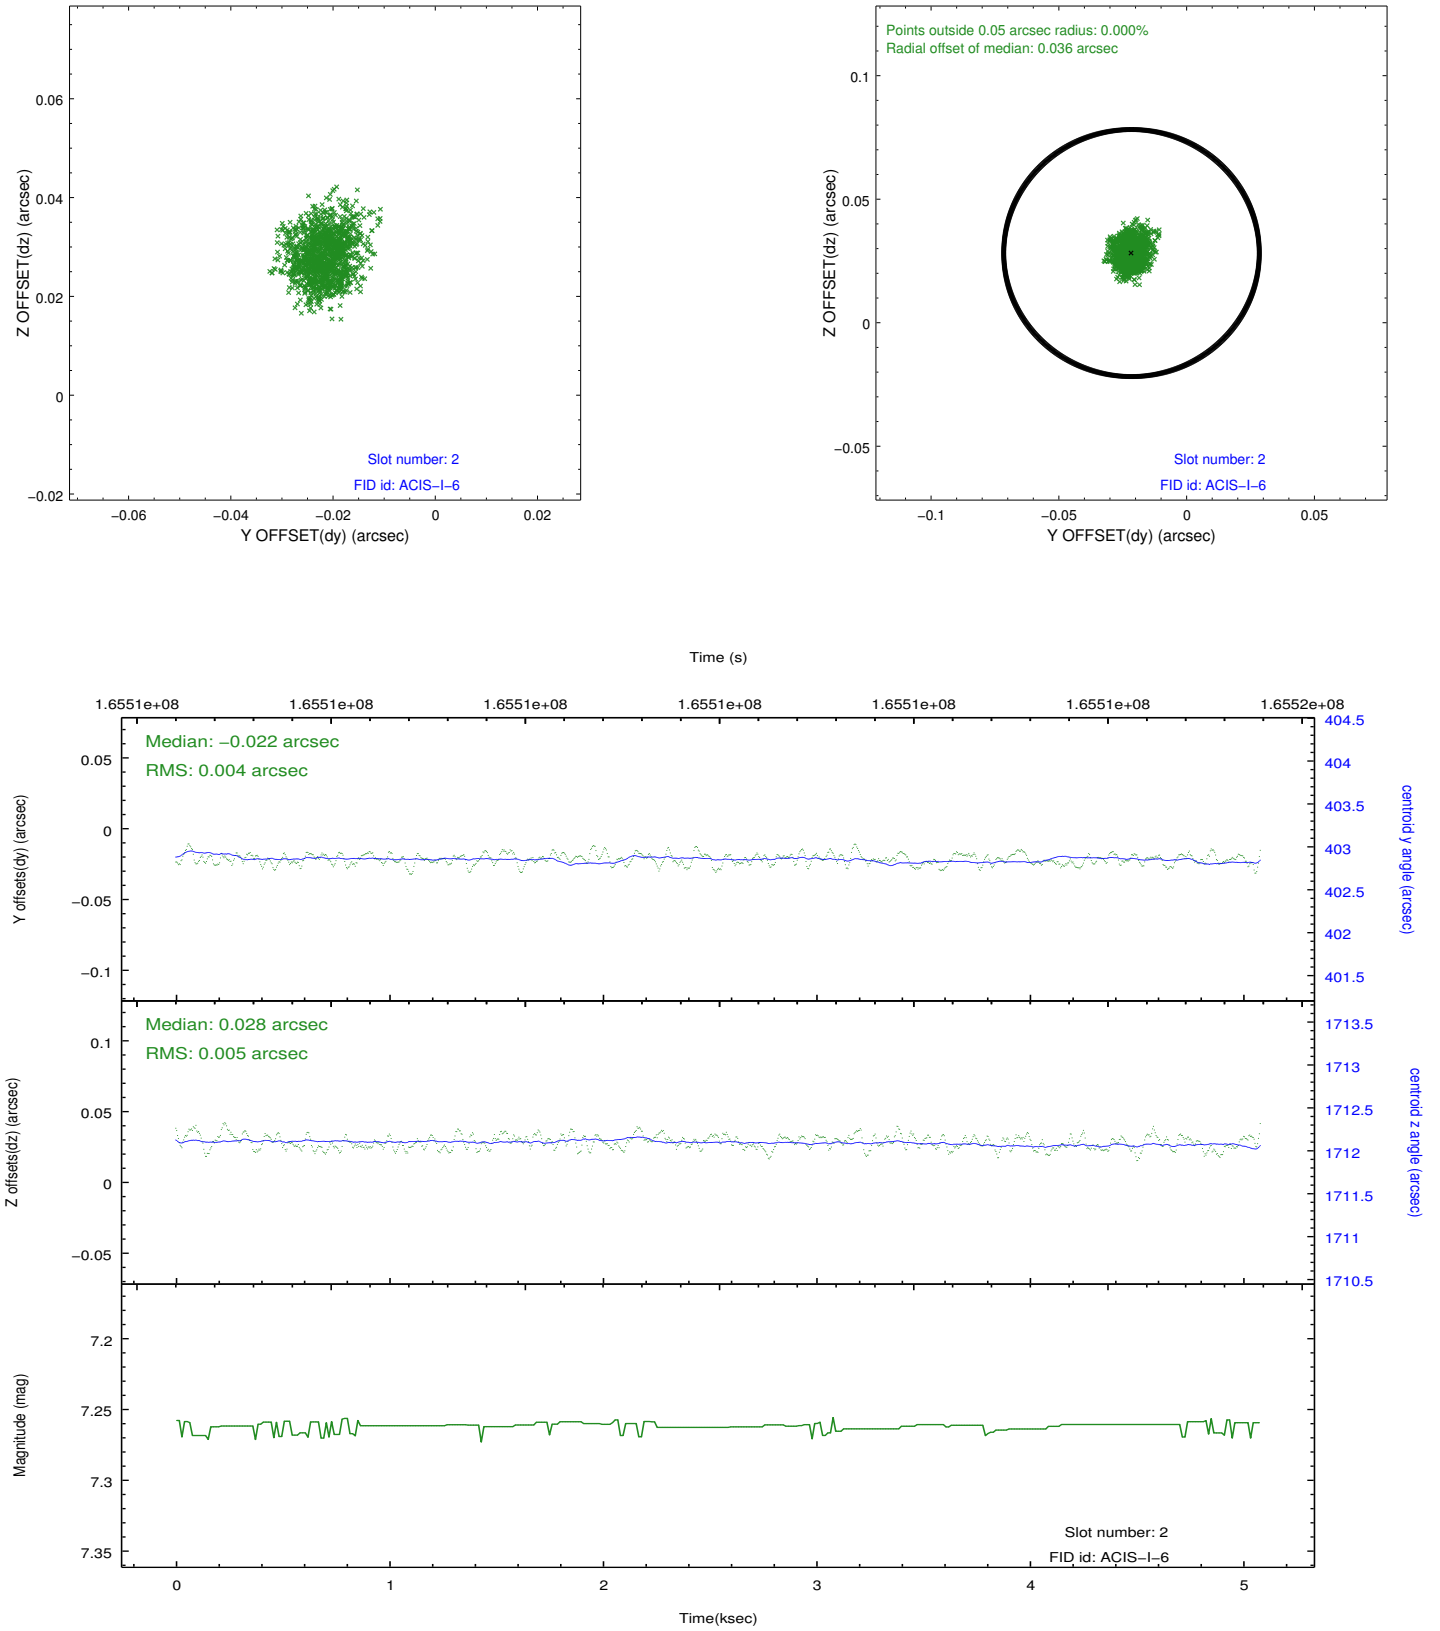 0.06
0.04
0.02
0
−0.02
Z OFFSET(dz) (arcsec)
Slot number: 2
FID id: ACIS−I−6
−0.06
−0.04
−0.02
0
0.02
Y OFFSET(dy) (arcsec)
Points outside 0.05 arcsec radius: 0.000%
Radial offset of median: 0.036 arcsec
0.1
0.05
0
−0.05
Z OFFSET(dz) (arcsec)
Slot number: 2
FID id: ACIS−I−6
−0.1
−0.05
0
0.05
Y OFFSET(dy) (arcsec)
Time (s)
1.6551e+08
1.6551e+08
1.6551e+08
1.6551e+08
1.6551e+08
1.6551e+08
1.6552e+08
Median: −0.022 arcsec
RMS: 0.004 arcsec
0.05
0
−0.05
−0.1
Y offsets(dy) (arcsec)
404.5
404
403.5
403
402.5
402
401.5
centroid y angle (arcsec)
Median: 0.028 arcsec
RMS: 0.005 arcsec
0.1
0.05
0
−0.05
Z offsets(dz) (arcsec)
1713.5
1713
1712.5
1712
1711.5
1711
1710.5
centroid z angle (arcsec)
7.2
7.25
7.3
7.35
Magnitude (mag)
Slot number: 2
FID id: ACIS−I−6
0
1
2
3
4
5
Time(ksec)